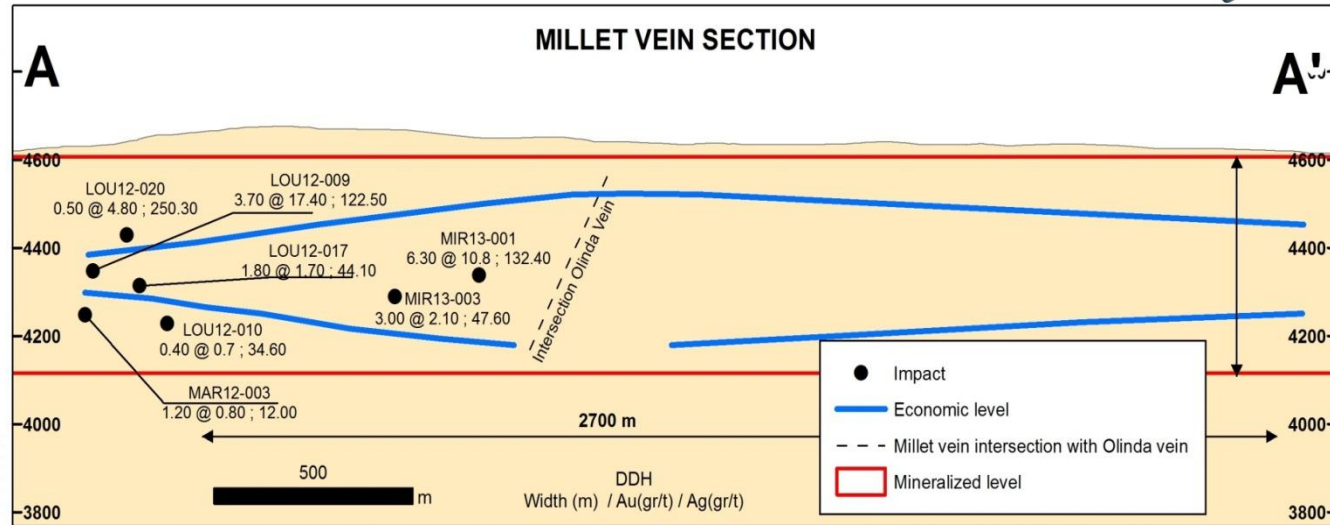 MILLET VEIN SECTION
A
A'
4600
4400
4200
4000
3800
LOU12-020
0.50 @ 4.80 ; 250.30
LOU12-009
3.70 @ 17.40 ; 122.50
LOU12-017
1.80 @ 1.70 ; 44.10
MIR13-001
6.30 @ 10.8 ; 132.40
MIR13-003
3.00 @ 2.10 ; 47.60
LOU12-010
0.40 @ 0.7 ; 34.60
MAR12-003
1.20 @ 0.80 ; 12.00
Intersection Olinda Vein
2700 m
500
m
DDH
Width (m) / Au(gr/t) / Ag(gr/t)
Impact
Economic level
Millet vein intersection with Olinda vein
Mineralized level
4600
4400
4200
4000
3800